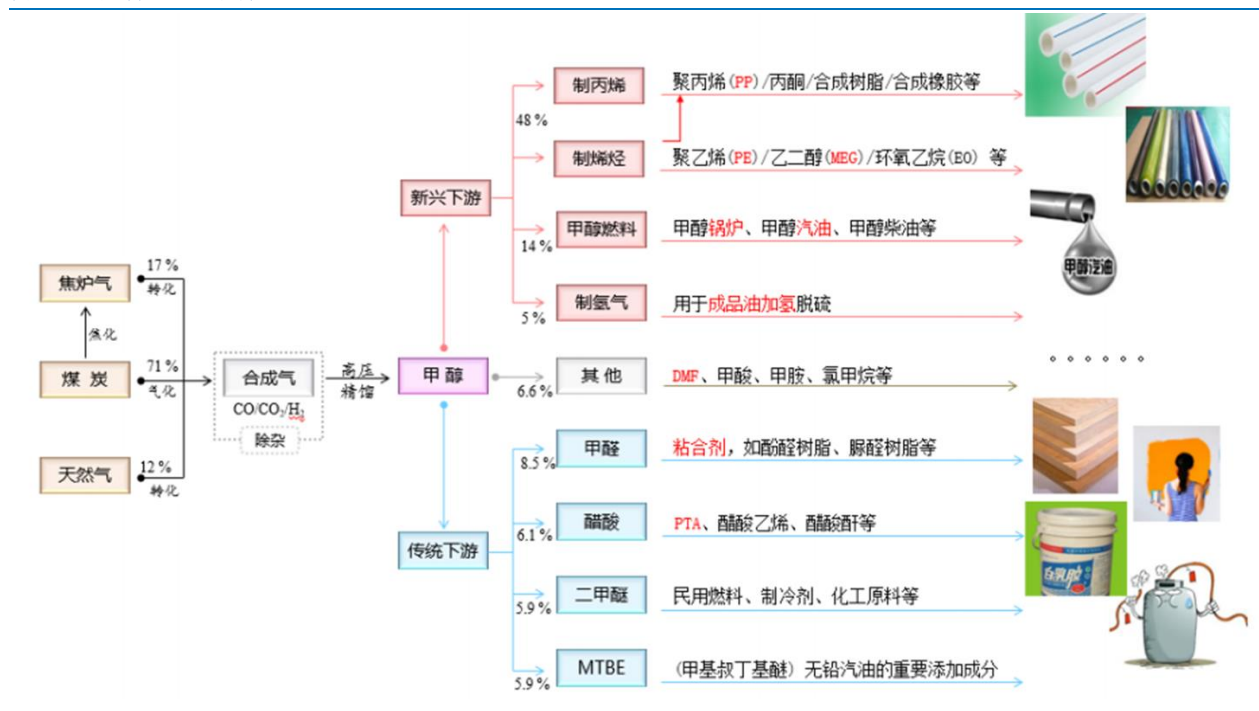 制丙烯
聚丙烯(PP)/丙酮/合成树脂/合成橡胶等
48%
制烯烃
聚乙烯(PE)/乙二醇(MEG)/环氧乙烷(EO) 等
新兴下游
甲醇燃料
甲醇锅炉、甲醇汽油、甲醇柴油等
14%
甲醇汽油
制氢气
用于成品油加氢脱硫
5%
焦炉气
17%
转化
焦化
煤 炭
71%
气化
合成气
CO/CO2/H2
除杂
高压
精馏
甲 醇
天然气
12%
转化
其 他
DMF、甲酸、甲胺、氯甲烷等
6.6%
甲醛
粘合剂，如酚醛树脂、脲醛树脂等
8.5%
传统下游
醋酸
PTA、醋酸乙烯、醋酸酐等
6.1%
白乳胶
二甲醚
民用燃料、制冷剂、化工原料等
5.9%
MTBE
(甲基叔丁基醚) 无铅汽油的重要添加成分
5.9%